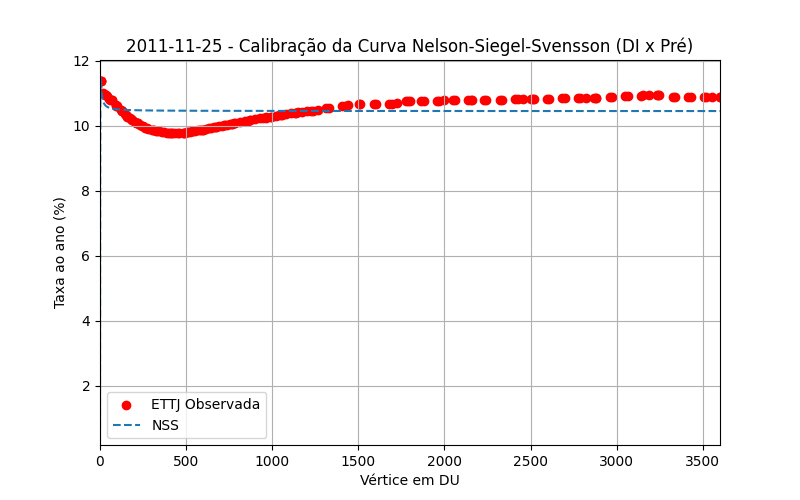 2011-11-25 - Calibração da Curva Nelson-Siegel-Svensson (DI x Pré)
12
10
8
6
4
2
Taxa ao ano (%)
ETTJ Observada
NSS
0
500
1000
1500
2000
2500
3000
3500
Vértice em DU